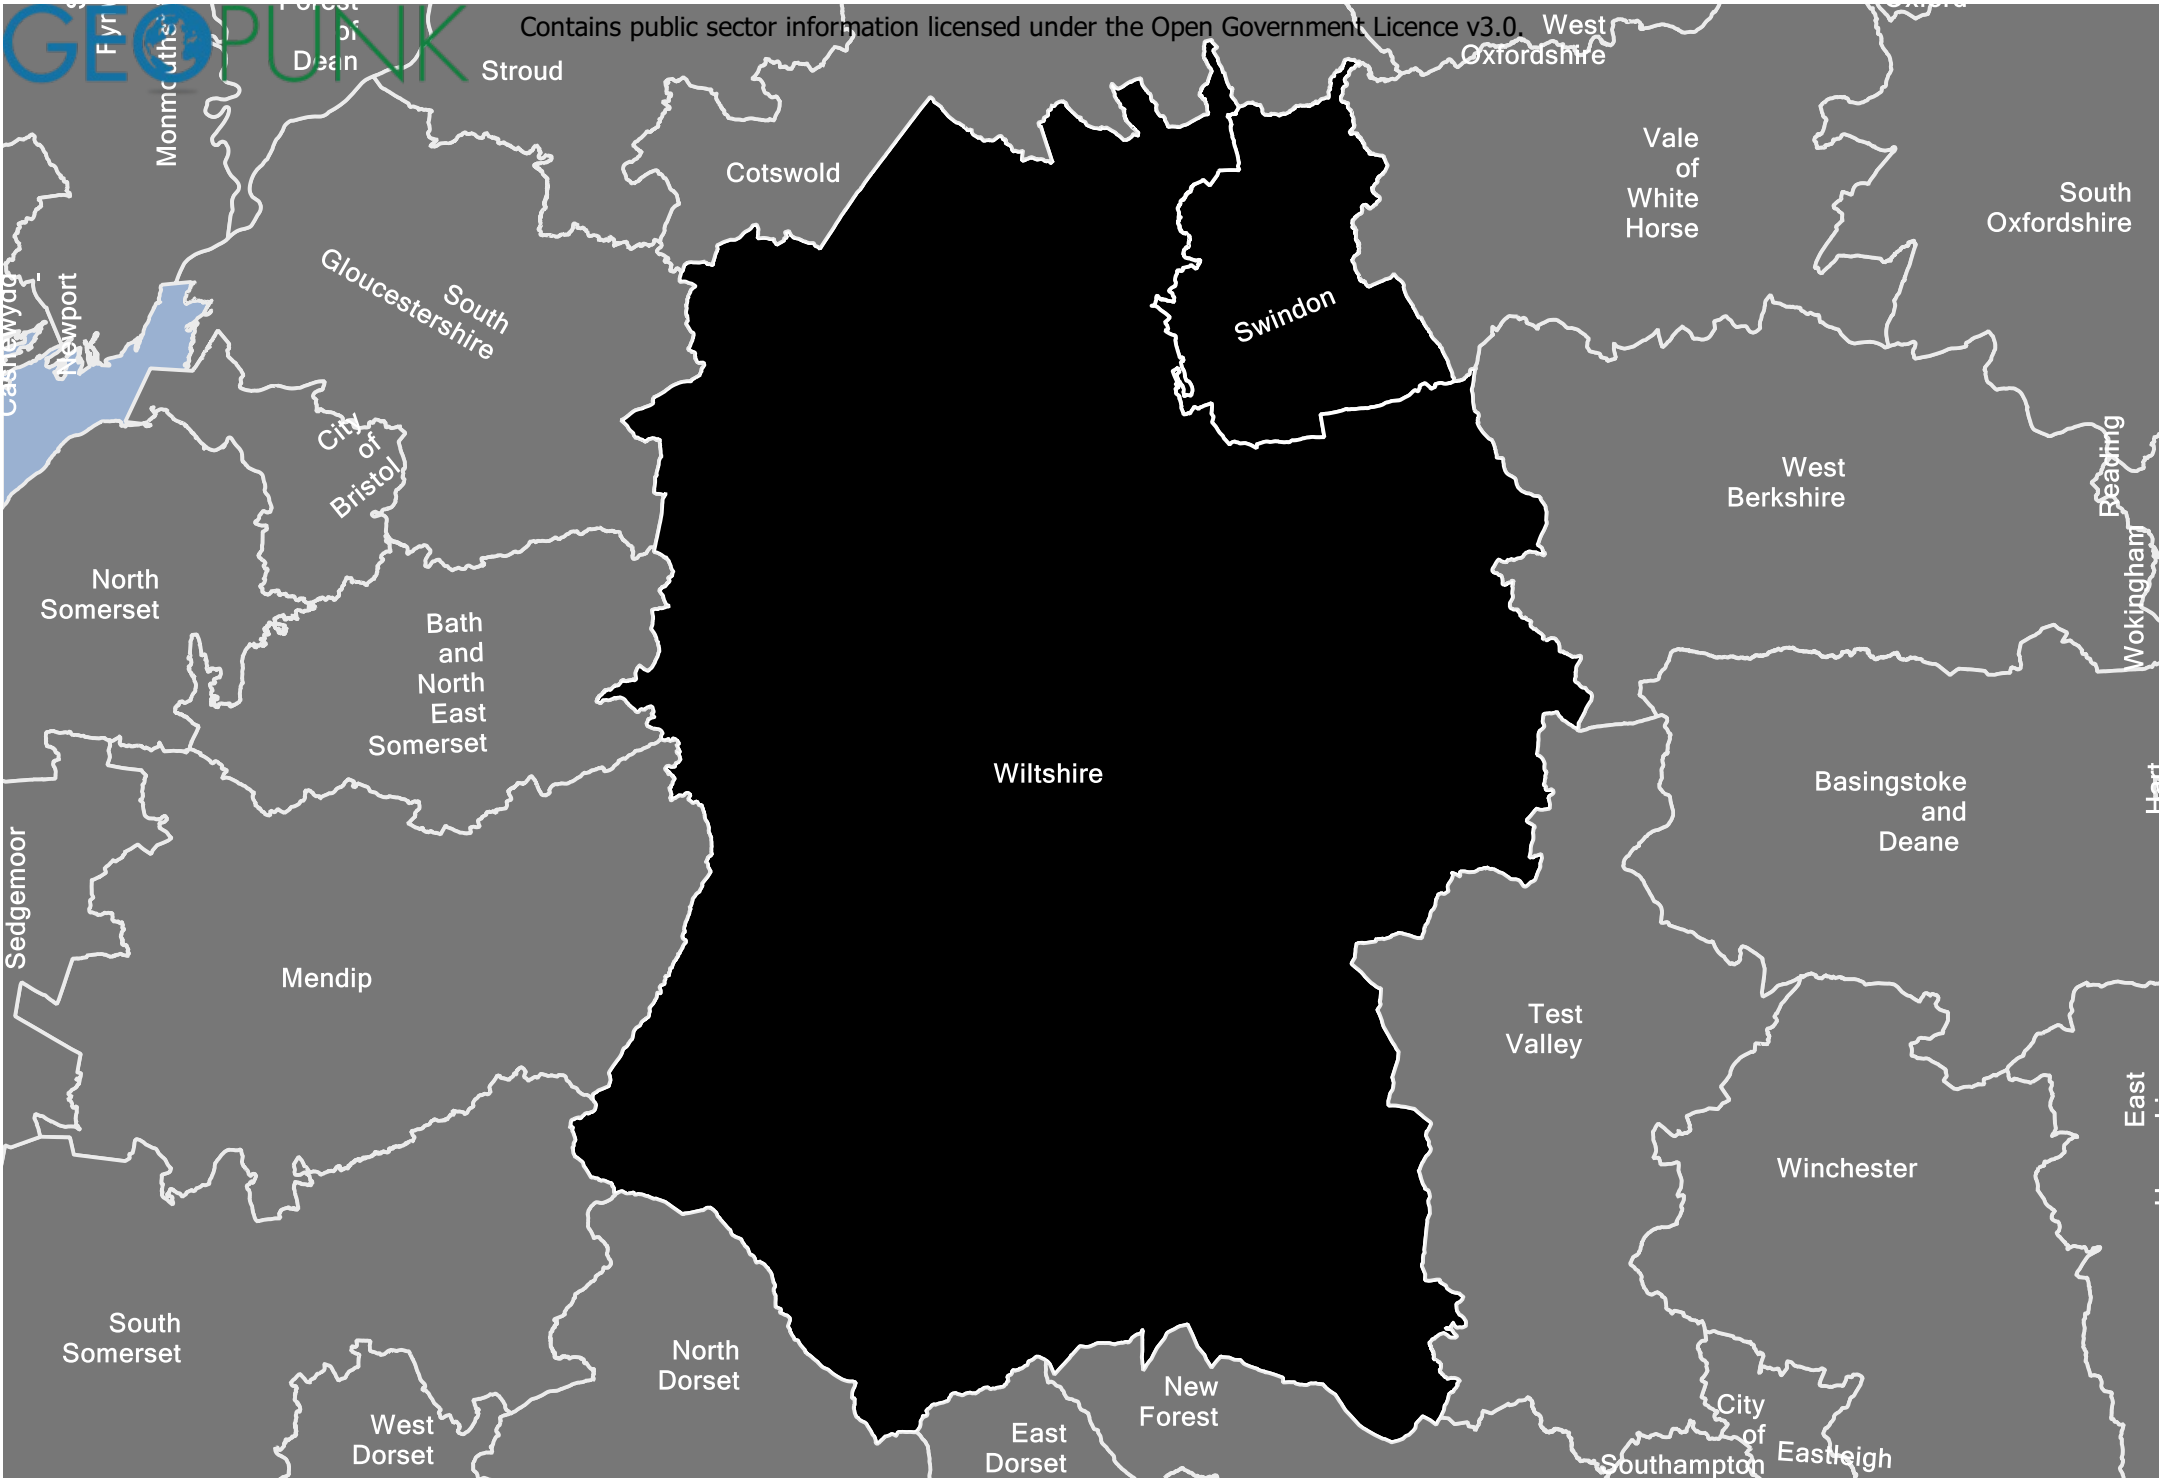 GEOPUNK
Contains public sector information licensed under the Open Government Licence v3.0.
Forest
of
Dean
Stroud
West
Oxfordshire
Oxford
Cotswold
Vale
of
White
Horse
South
Oxfordshire
South
Gloucestershire
Newport
Swindon
City
of
Bristol
West
Berkshire
Reading
Wokingham
North
Somerset
Bath
and
North
East
Somerset
Wiltshire
Basingstoke
and
Deane
Hart
Sedgemoor
Mendip
Test
Valley
East
Winchester
South
Somerset
North
Dorset
West
Dorset
New
Forest
East
Dorset
City
of
Southampton
Eastleigh